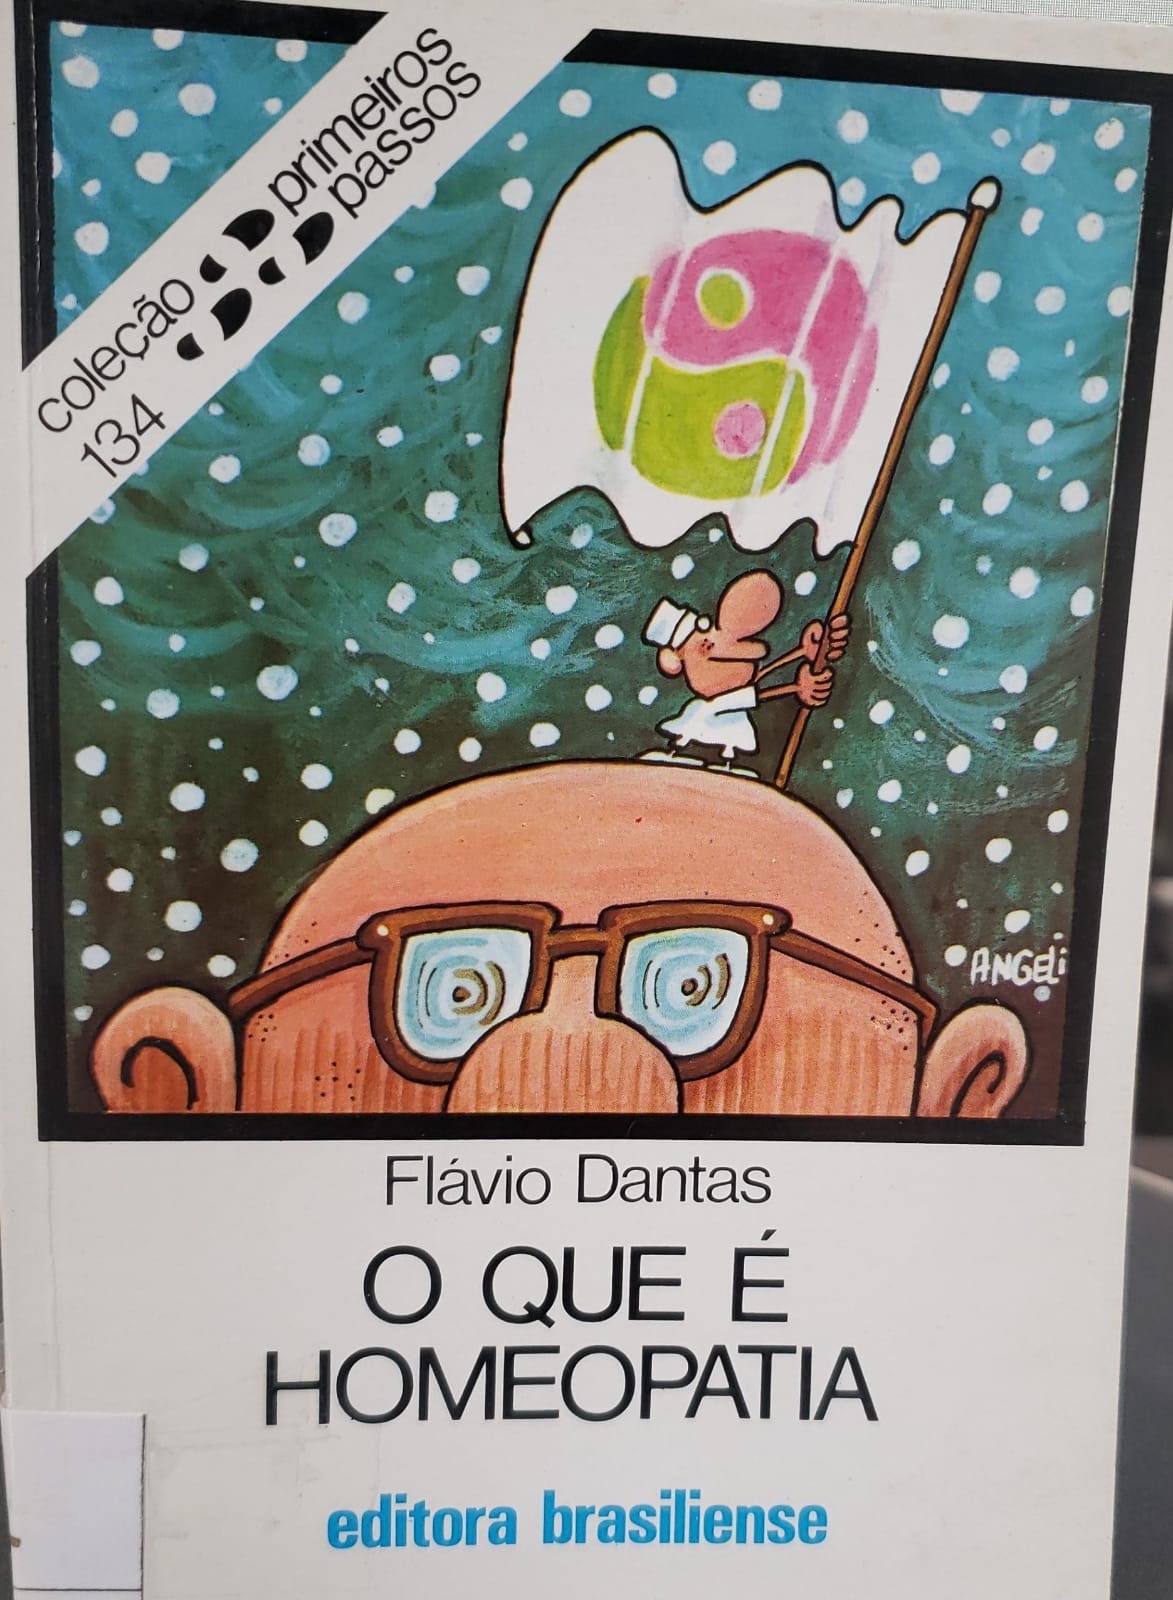 coleção primeiros
134 passos
ANGELi
Flávio Dantas
O QUE É
HOMEOPATIA
editora brasiliense